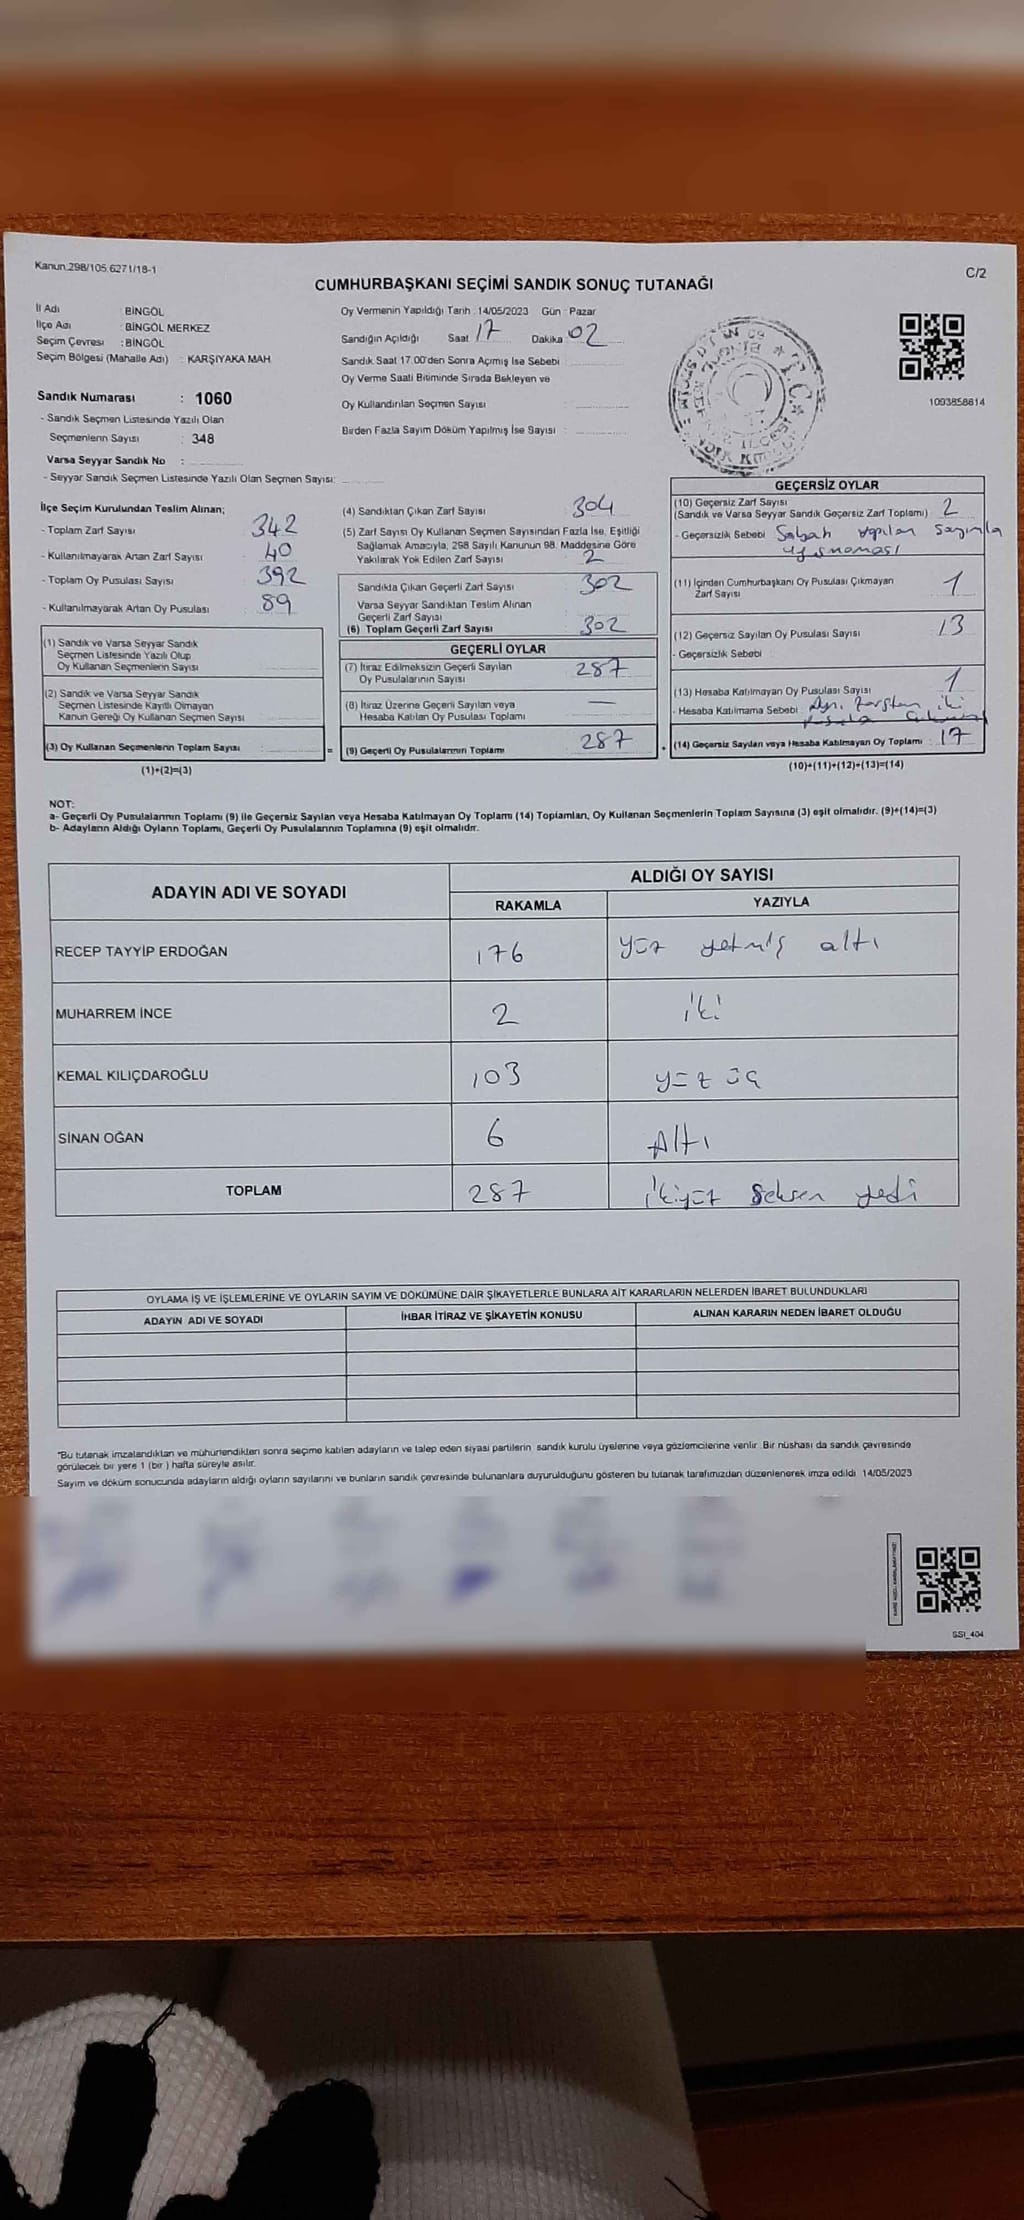 Kanun.298/105.6271/18-1
C/2
CUMHURBAŞKANI SEÇİMİ SANDIK SONUÇ TUTANAĞI
İl Adı : BİNGÖL
İlçe Adı : BİNGÖL MERKEZ
Seçim Çevresi : BİNGÖL
Seçim Bölgesi (Mahalle Adı) : KARŞIYAKA MAH.
Sandık Numarası : 1060
- Sandık Seçmen Listesinde Yazılı Olan
Seçmenlerin Sayısı : 348
Varsa Seyyar Sandık No :
- Seyyar Sandık Seçmen Listesinde Yazılı Olan Seçmen Sayısı:
Oy Vermenin Yapıldığı Tarih : 14/05/2023 Gün : Pazar
Sandığın Açıldığı Saat 17 Dakika 02
Sandık Saat 17.00'den Sonra Açımış İse Sebebi
Oy Verme Saati Bitiminde Sırada Bekleyen ve
Oy Kullandırılan Seçmen Sayısı :
Birden Fazla Sayım Döküm Yapılmış İse Sayısı :
1093858814
İlçe Seçim Kurulundan Teslim Alınan;
- Toplam Zarf Sayısı : 342
- Kullanılmayarak Artan Zarf Sayısı : 40
- Toplam Oy Pusulası Sayısı : 392
- Kullanılmayarak Artan Oy Pusulası : 89
(1) Sandık ve Varsa Seyyar Sandık
Seçmen Listesinde Yazılı Olup
Oy Kullanan Seçmenlerin Sayısı
(2) Sandık ve Varsa Seyyar Sandık
Seçmen Listesinde Kayıtlı Olmayan
Kanun Gereği Oy Kullanan Seçmen Sayısı
(3) Oy Kullanan Seçmenlerin Toplam Sayısı :
(1)+(2)=(3)
(4) Sandıktan Çıkan Zarf Sayısı 304
(5) Zarf Sayısı Oy Kullanan Seçmen Sayısından Fazla İse, Eşitliği
Sağlamak Amacıyla, 298 Sayılı Kanunun 98. Maddesine Göre
Yakılarak Yok Edilen Zarf Sayısı 2
Sandıkta Çıkan Geçerli Zarf Sayısı 302
Varsa Seyyar Sandıktan Teslim Alınan
Geçerli Zarf Sayısı
(6) Toplam Geçerli Zarf Sayısı 302
GEÇERLİ OYLAR
(7) İtiraz Edilmeksizin Geçerli Sayılan
Oy Pusulalarının Sayısı 287
(8) İtiraz Üzerine Geçerli Sayılan veya
Hesaba Katılan Oy Pusulası Toplamı —
= (9) Geçerli Oy Pusulalarının Toplamı 287
GEÇERSİZ OYLAR
(10) Geçersiz Zarf Sayısı
(Sandık ve Varsa Seyyar Sandık Geçersiz Zarf Toplamı) 2
- Geçersizlik Sebebi : Sabah yapılan sayımla
uyuşmaması
(11) İçinden Cumhurbaşkanı Oy Pusulası Çıkmayan
Zarf Sayısı 1
(12) Geçersiz Sayılan Oy Pusulası Sayısı 13
- Geçersizlik Sebebi :
(13) Hesaba Katılmayan Oy Pusulası Sayısı 1
- Hesaba Katılmama Sebebi : Aynı zarftan iki
+ (14) Geçersiz Sayılan veya Hesaba Katılmayan Oy Toplamı : 17
(10)+(11)+(12)+(13)=(14)
NOT:
a- Geçerli Oy Pusulalarının Toplamı (9) ile Geçersiz Sayılan veya Hesaba Katılmayan Oy Toplamı (14) Toplamları, Oy Kullanan Seçmenlerin Toplam Sayısına (3) eşit olmalıdır. (9)+(14)=(3)
b- Adayların Aldığı Oyların Toplamı, Geçerli Oy Pusulalarının Toplamına (9) eşit olmalıdır.
ADAYIN ADI VE SOYADI ALDIĞI OY SAYISI
RAKAMLA YAZIYLA
RECEP TAYYİP ERDOĞAN 176 yüz yetmiş altı
MUHARREM İNCE 2 iki
KEMAL KILIÇDAROĞLU 103 yüz üç
SİNAN OĞAN 6 Altı
TOPLAM 287 ikiyüz seksen yedi
OYLAMA İŞ VE İŞLEMLERİNE VE OYLARIN SAYIM VE DÖKÜMÜNE DAİR ŞİKAYETLERLE BUNLARA AİT KARARLARIN NELERDEN İBARET BULUNDUKLARI
ADAYIN ADI VE SOYADI İHBAR İTİRAZ VE ŞİKAYETİN KONUSU ALINAN KARARIN NEDEN İBARET OLDUĞU
*Bu tutanak imzalandıktan ve mühürlendikten sonra seçime katılan adayların ve talep eden siyasi partilerin sandık kurulu üyelerine veya gözlemcilerine verilir. Bir nüshası da sandık çevresinde
görülecek bir yere 1 (bir ) hafta süreyle asılır.
Sayım ve döküm sonucunda adayların aldığı oyların sayılarını ve bunların sandık çevresinde bulunanlara duyurulduğunu gösteren bu tutanak tarafımızdan düzenlenerek imza edildi 14/05/2023
SSI_404